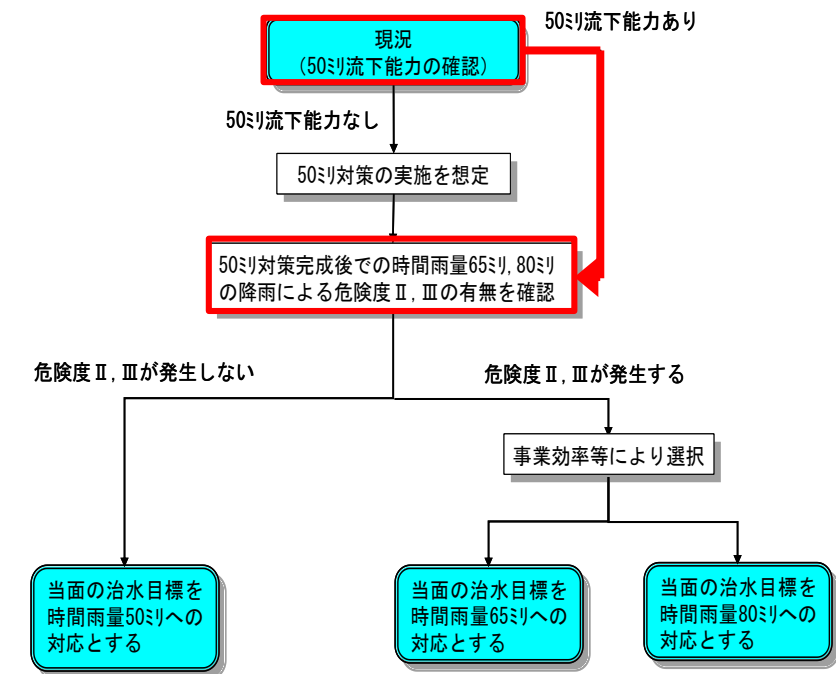 50ﾐﾘ流下能力あり
現況
（50ﾐﾘ流下能力の確認）
50ﾐﾘ流下能力なし
50ﾐﾘ対策の実施を想定
50ﾐﾘ対策完成後での時間雨量65ﾐﾘ,80ﾐﾘ
の降雨による危険度Ⅱ,Ⅲの有無を確認
危険度Ⅱ,Ⅲが発生しない
危険度Ⅱ,Ⅲが発生する
事業効率等により選択
当面の治水目標を
時間雨量50ﾐﾘへの
対応とする
当面の治水目標を
時間雨量65ﾐﾘへの
対応とする
当面の治水目標を
時間雨量80ﾐﾘへの
対応とする